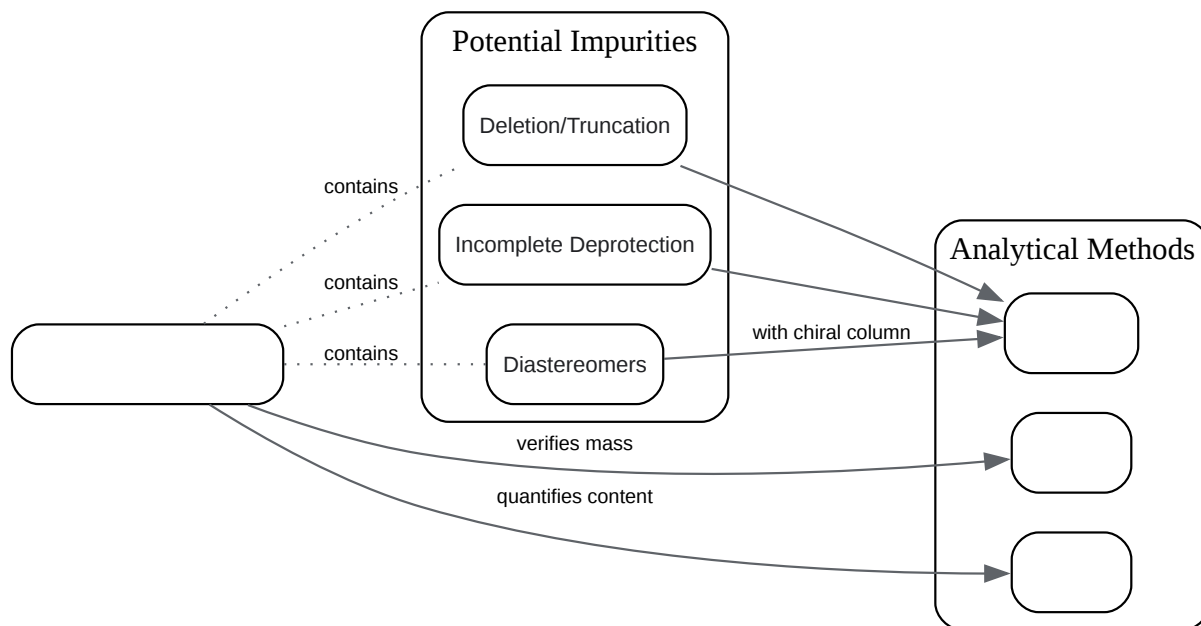 Potential Impurities
Deletion/Truncation
contains
Incomplete Deprotection
Analytical Methods
contains
with chiral column
contains
Diastereomers
verifies mass
quantifies content